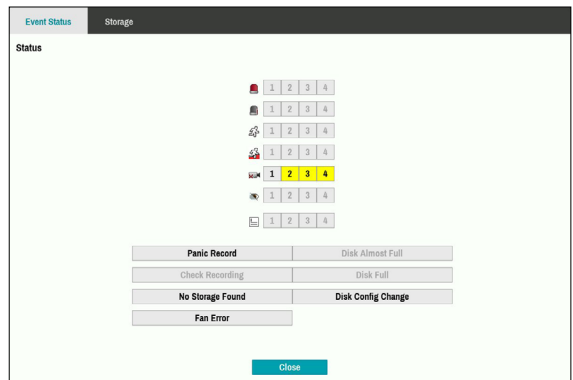 Event Status Storage
Status
1 2 3 4
1 2 3 4
1 2 3 4
1 2 3 4
1 2 3 4
1 2 3 4
1 2 3 4
Panic Record Disk Almost Full
Check Recording Disk Full
No Storage Found Disk Config Change
Fan Error
Close